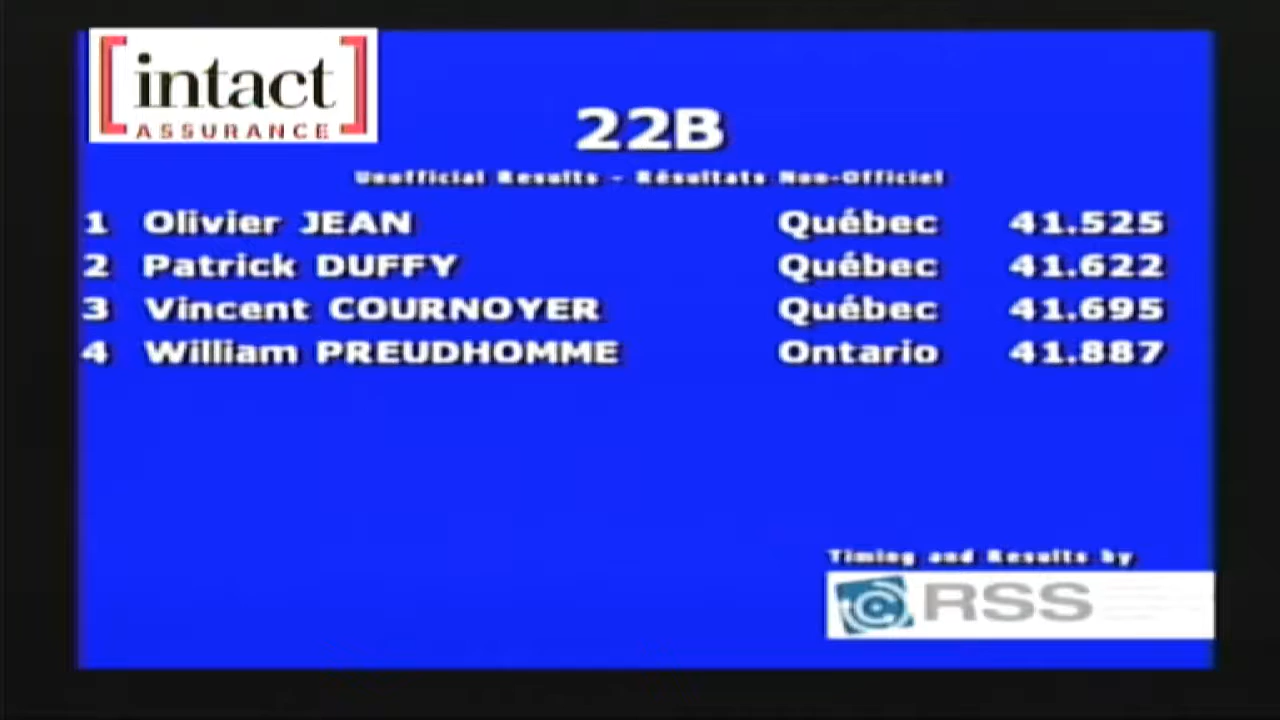 [intact]
ASSURANCE
22B
Unofficial Results - Résultats Non-Officiel
1 Olivier JEAN Québec 41.525
2 Patrick DUFFY Québec 41.622
3 Vincent COURNOYER Québec 41.695
4 William PREUDHOMME Ontario 41.887
Timing and Results by
RSS